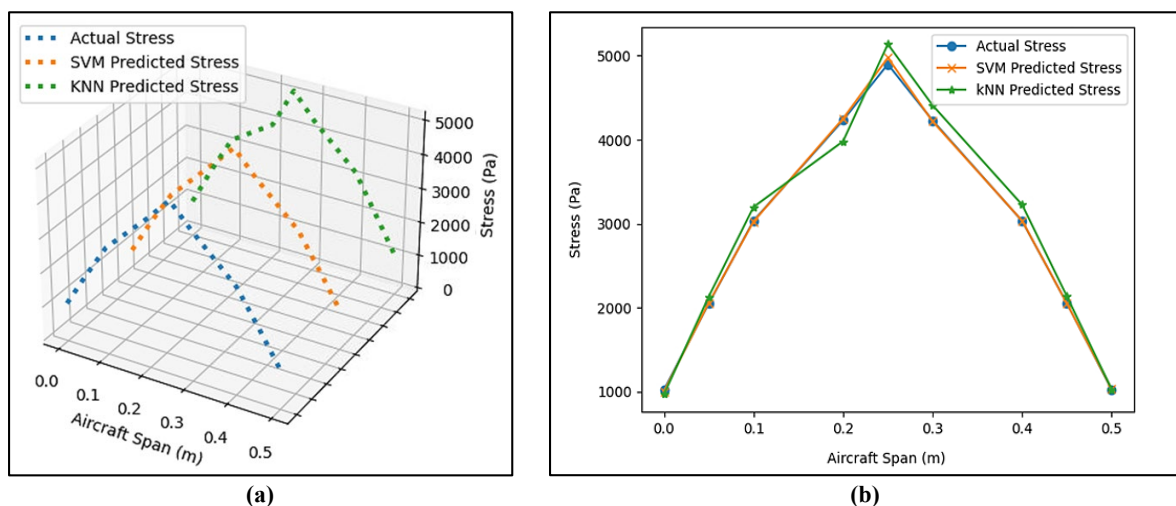 Actual Stress
SVM Predicted Stress
KNN Predicted Stress
5000
4000
3000
2000
1000
0
Stress (Pa)
0.0
0.1
0.2
0.3
0.4
0.5
Aircraft Span (m)
(a)
Actual Stress
SVM Predicted Stress
kNN Predicted Stress
5000
4000
3000
2000
1000
Stress (Pa)
0.0 0.1 0.2 0.3 0.4 0.5
Aircraft Span (m)
(b)